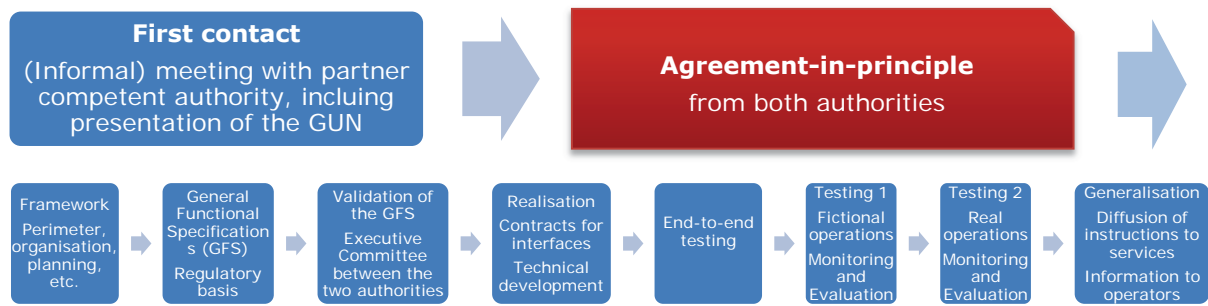 First contact
(Informal) meeting with partner
competent authority, incluing
presentation of the GUN
Agreement-in-principle
from both authorities
Framework
Perimeter,
organisation,
planning,
etc.
General
Functional
Specification
s (GFS)
Regulatory
basis
Validation of
the GFS
Executive
Committee
between the
two authorities
Realisation
Contracts for
interfaces
Technical
development
End-to-end
testing
Testing 1
Fictional
operations
Monitoring
and
Evaluation
Testing 2
Real
operations
Monitoring
and
Evaluation
Generalisation
Diffusion of
instructions to
services
Information to
operators